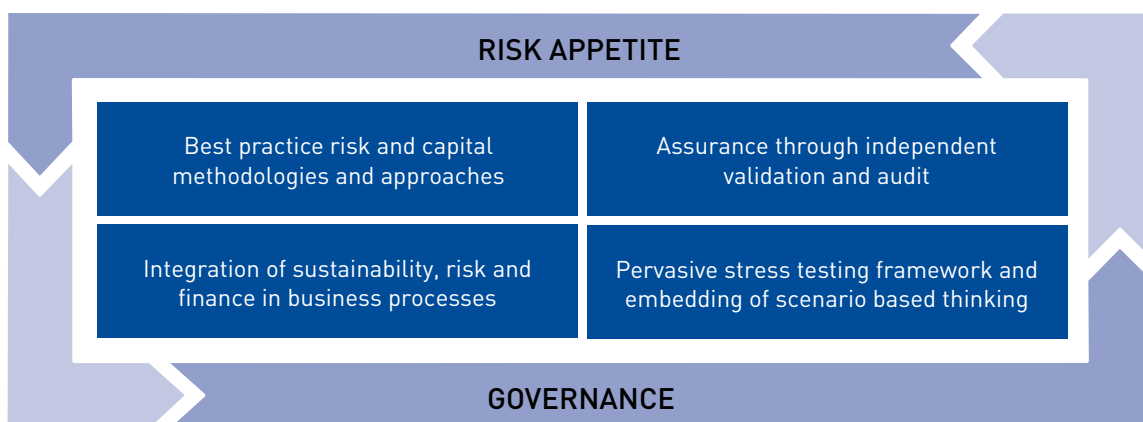 RISK APPETITE
Best practice risk and capital
methodologies and approaches
Assurance through independent
validation and audit
Integration of sustainability, risk and
finance in business processes
Pervasive stress testing framework and
embedding of scenario based thinking
GOVERNANCE